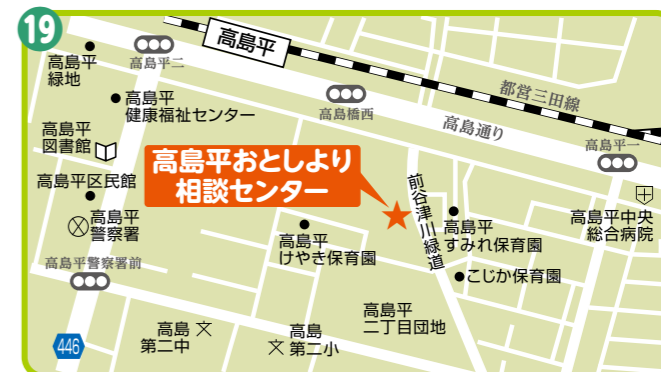 19
高島平
高島平
緑地
高島平二
高島平
健康福祉センター
高島橋西
都営三田線
高島通り
高島平一
高島平
図書館
高島平おとしより
相談センター
前谷津川緑道
高島平区民館
高島平
警察署
高島平
けやき保育園
高島平
すみれ保育園
高島平中央
総合病院
高島平警察署前
こじか保育園
高島平
二丁目団地
446
高島
第二中
高島
第二小